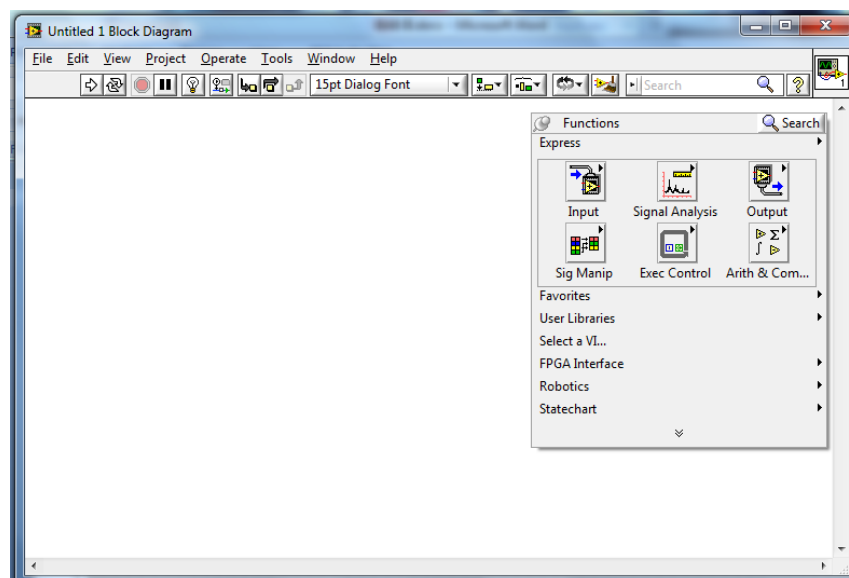 Untitled 1 Block Diagram
File Edit View Project Operate Tools Window Help
15pt Dialog Font Search ?
1
Functions Search
Express
Input Signal Analysis Output
Sig Manip Exec Control Arith & Com...
Favorites
User Libraries
Select a VI...
FPGA Interface
Robotics
Statechart